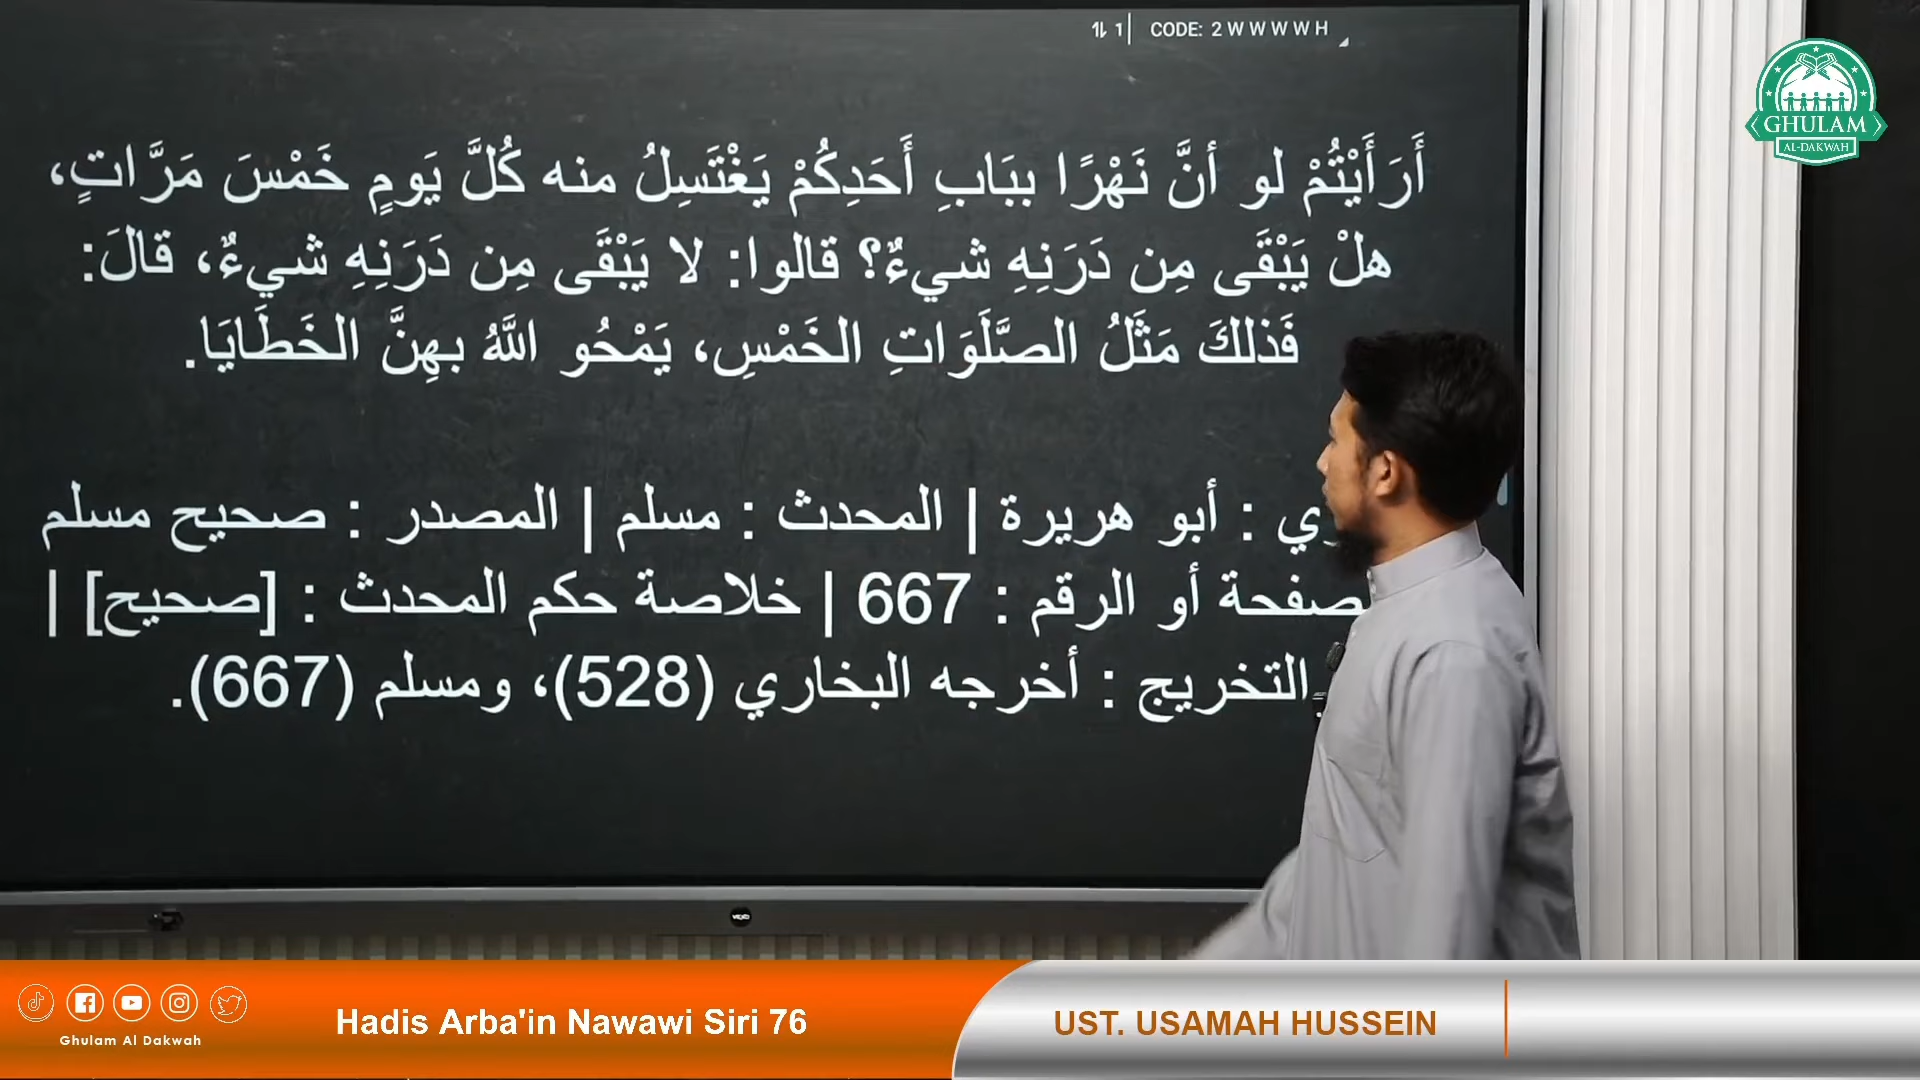 CODE: 2 W W W W H
GHULAM
AL-DAKWAH
أَرَأَيْتُمْ لو أنَّ نَهْرًا ببَابِ أَحَدِكُمْ يَغْتَسِلُ منه كُلَّ يَومٍ خَمْسَ مَرَّاتٍ،
هلْ يَبْقَى مِن دَرَنِهِ شيءٌ؟ قالوا: لا يَبْقَى مِن دَرَنِهِ شيءٌ، قالَ:
فَذلكَ مَثَلُ الصَّلَوَاتِ الخَمْسِ، يَمْحُو اللَّهُ بهِنَّ الخَطَايَا.
: أبو هريرة | المحدث : مسلم | المصدر : صحيح مسلم
أو الرقم : 667 | خلاصة حكم المحدث : [صحيح] |
التخريج : أخرجه البخاري (528)، ومسلم (667).
Ghulam Al Dakwah
Hadis Arba'in Nawawi Siri 76
UST. USAMAH HUSSEIN